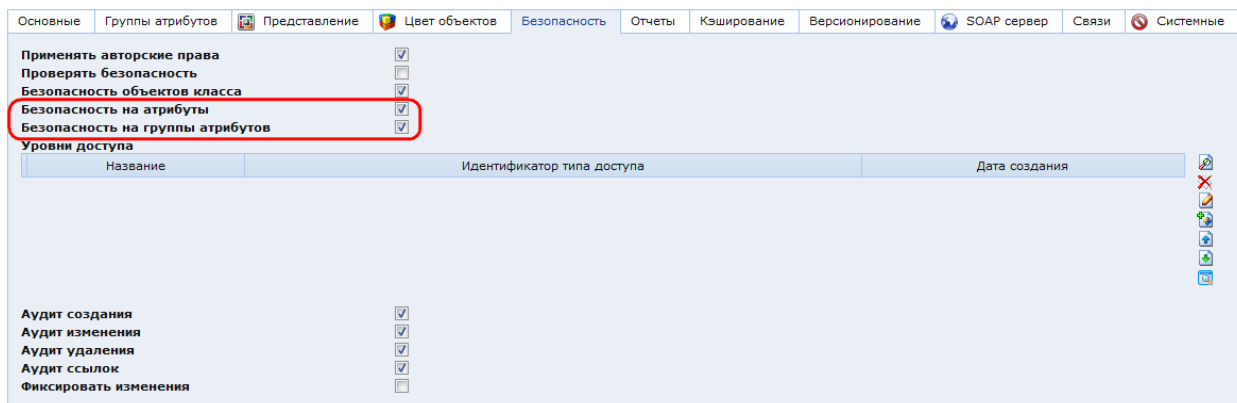 Основные Группы атрибутов Представление Цвет объектов Безопасность Отчеты Кэширование Версионирование SOAP сервер Связи Системные
Применять авторские права
Проверять безопасность
Безопасность объектов класса
Безопасность на атрибуты
Безопасность на группы атрибутов
Уровни доступа
Название Идентификатор типа доступа Дата создания
Аудит создания
Аудит изменения
Аудит удаления
Аудит ссылок
Фиксировать изменения